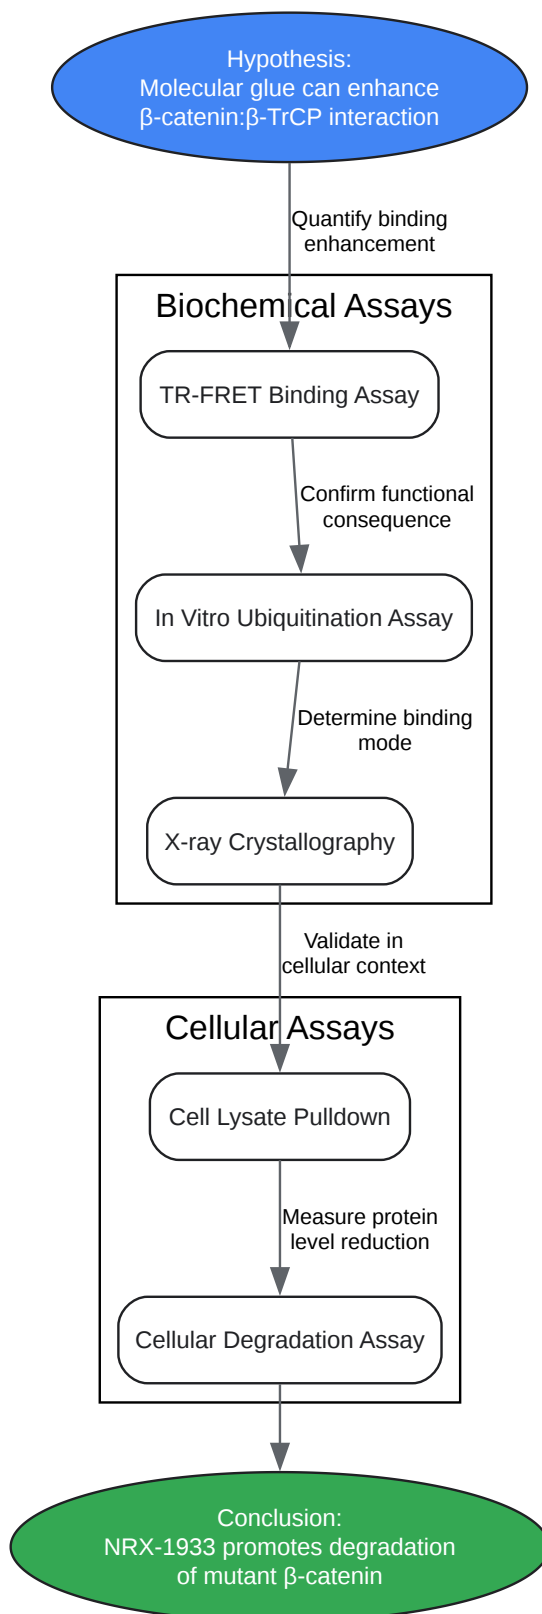 Hypothesis:
Molecular glue can enhance
β-catenin:β-TrCP interaction
Quantify binding
enhancement
Biochemical Assays
TR-FRET Binding Assay
Confirm functional
consequence
In Vitro Ubiquitination Assay
Determine binding
mode
X-ray Crystallography
Validate in
cellular context
Cellular Assays
Cell Lysate Pulldown
Measure protein
level reduction
Cellular Degradation Assay
Conclusion:
NRX-1933 promotes degradation
of mutant β-catenin